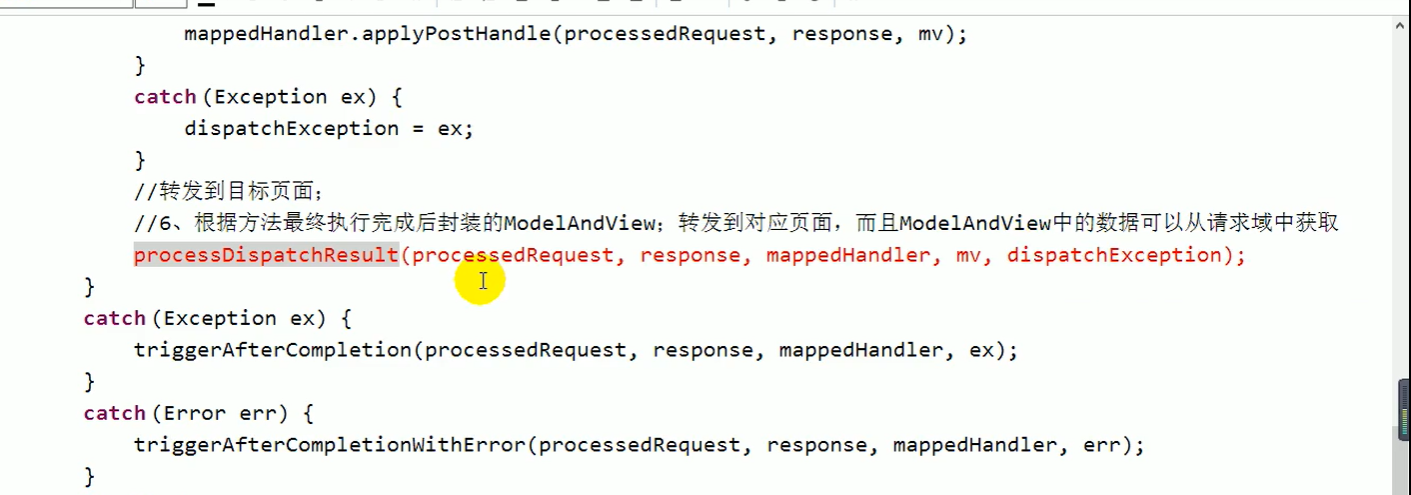 mappedHandler.applyPostHandle(processedRequest, response, mv);
}
catch (Exception ex) {
dispatchException = ex;
}
//转发到目标页面；
//6、根据方法最终执行完成后封装的ModelAndView；转发到对应页面，而且ModelAndView中的数据可以从请求域中获取
processDispatchResult(processedRequest, response, mappedHandler, mv, dispatchException);
}
catch (Exception ex) {
triggerAfterCompletion(processedRequest, response, mappedHandler, ex);
}
catch (Error err) {
triggerAfterCompletionWithError(processedRequest, response, mappedHandler, err);
}